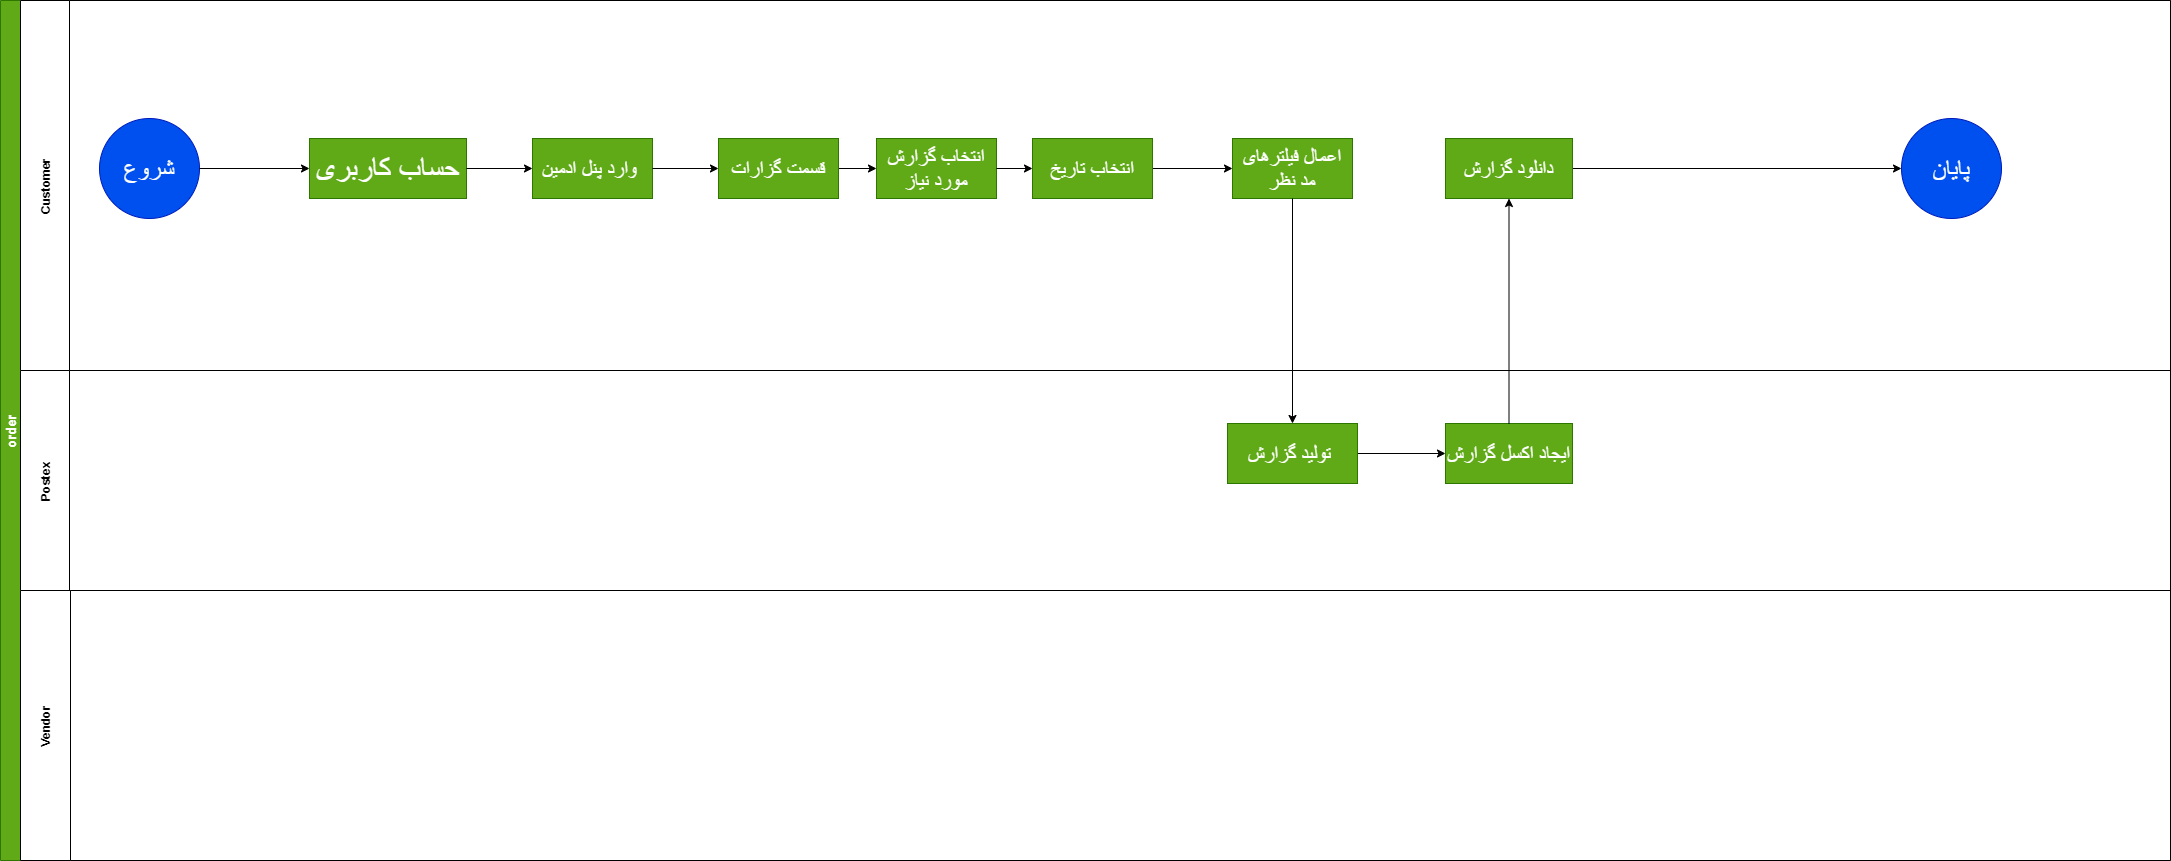 order
Customer
شروع
حساب کاربری
وارد پنل ادمین
قسمت گزارات
انتخاب گزارش
مورد نیاز
انتخاب تاریخ
اعمال فیلترهای
مد نظر
دانلود گزارش
پایان
Postex
تولید گزارش
ایجاد اکسل گزارش
Vendor